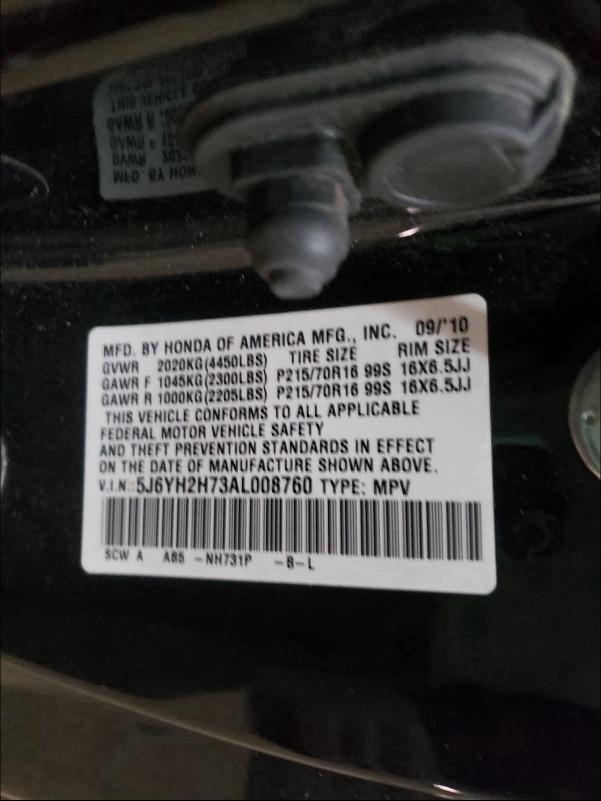 MFD. BY HONDA OF AMERICA MFG., INC. 09/'10
GVWR 2020KG(4450LBS) TIRE SIZE RIM SIZE
GAWR F 1045KG(2300LBS) P215/70R16 99S 16X6.5JJ
GAWR R 1000KG(2205LBS) P215/70R16 99S 16X6.5JJ
THIS VEHICLE CONFORMS TO ALL APPLICABLE
FEDERAL MOTOR VEHICLE SAFETY
AND THEFT PREVENTION STANDARDS IN EFFECT
ON THE DATE OF MANUFACTURE SHOWN ABOVE.
V.I.N.:5J6YH2H73AL008760 TYPE: MPV
SCW A A85 -NH731P -B-L